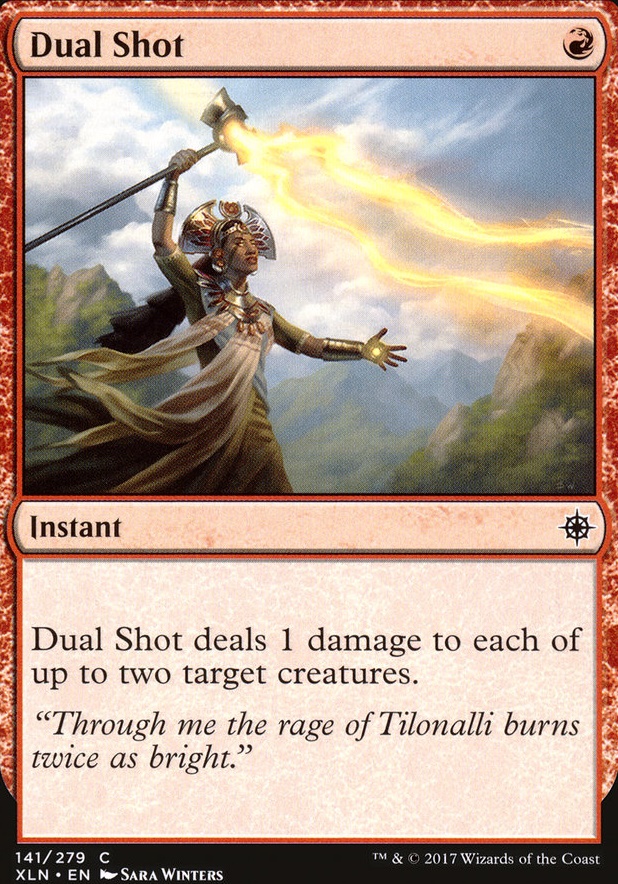 Dual Shot
Instant
Dual Shot deals 1 damage to each of
up to two target creatures.
“Through me the rage of Tilonalli burns
twice as bright.”
141/279 C
XLN • EN Sara Winters
™ & © 2017 Wizards of the Coast